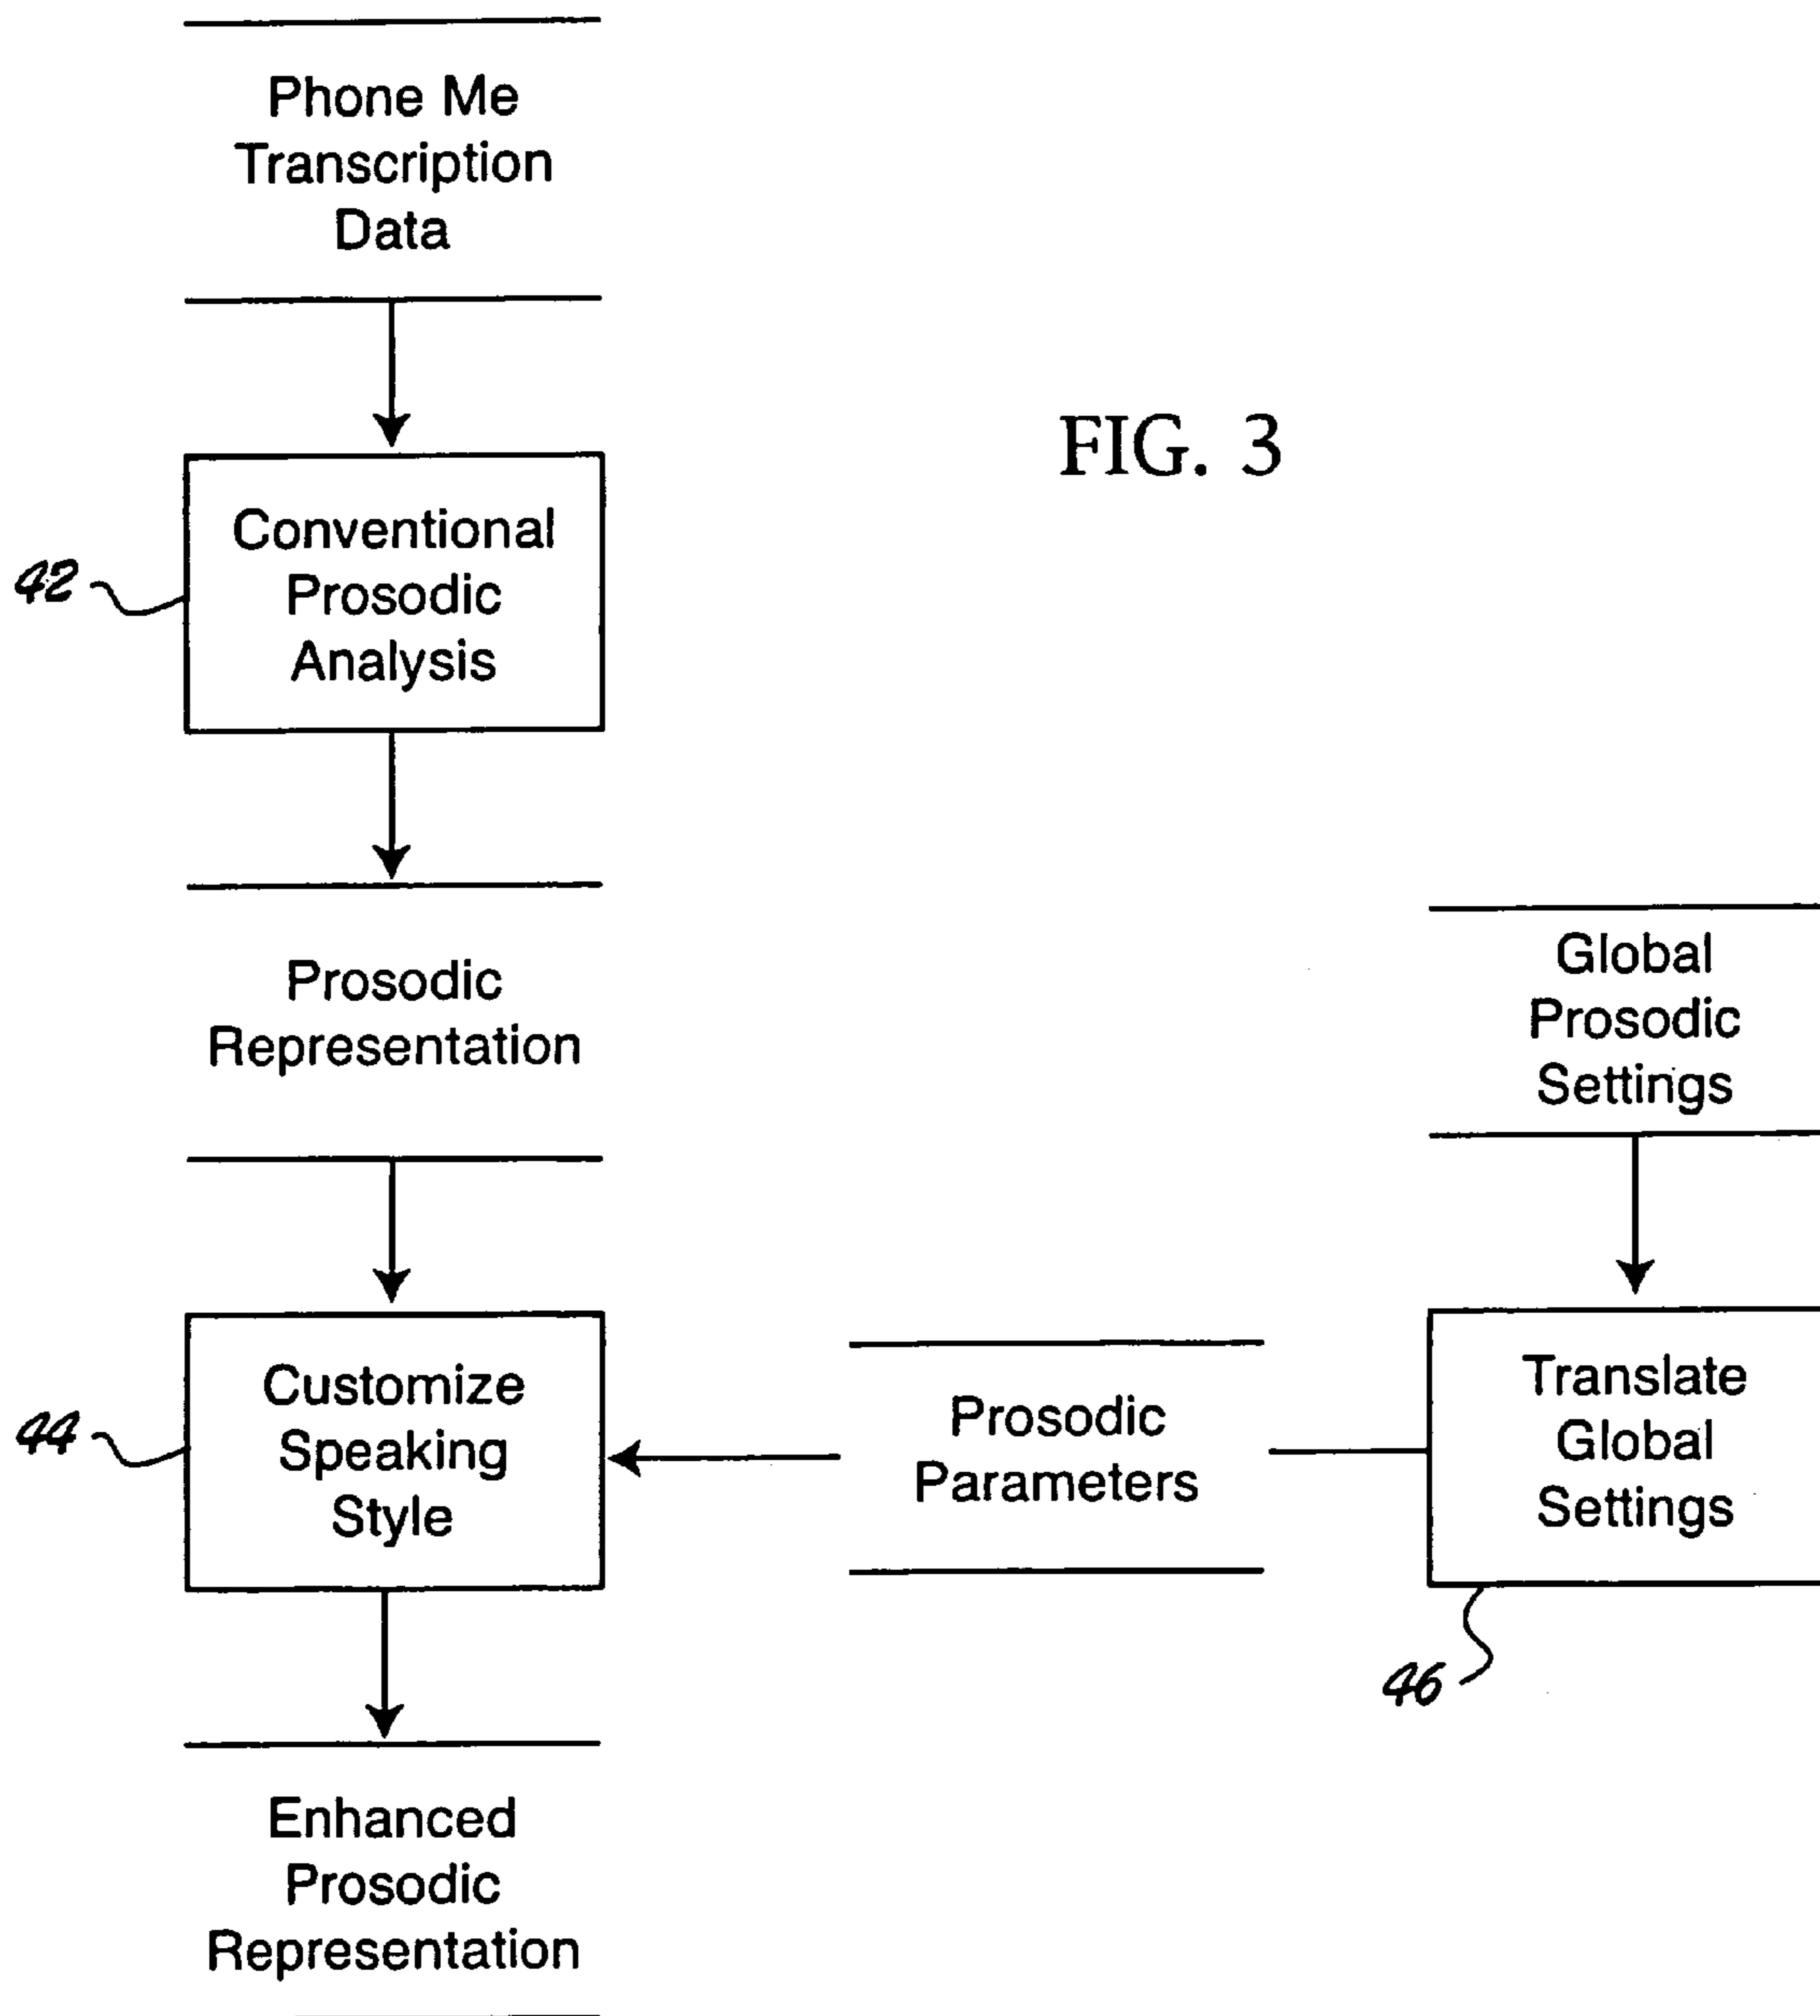 Phone Me
Transcription
Data
FIG. 3
42
Conventional
Prosodic
Analysis
Prosodic
Representation
Global
Prosodic
Settings
44
Customize
Speaking
Style
Prosodic
Parameters
Translate
Global
Settings
46
Enhanced
Prosodic
Representation